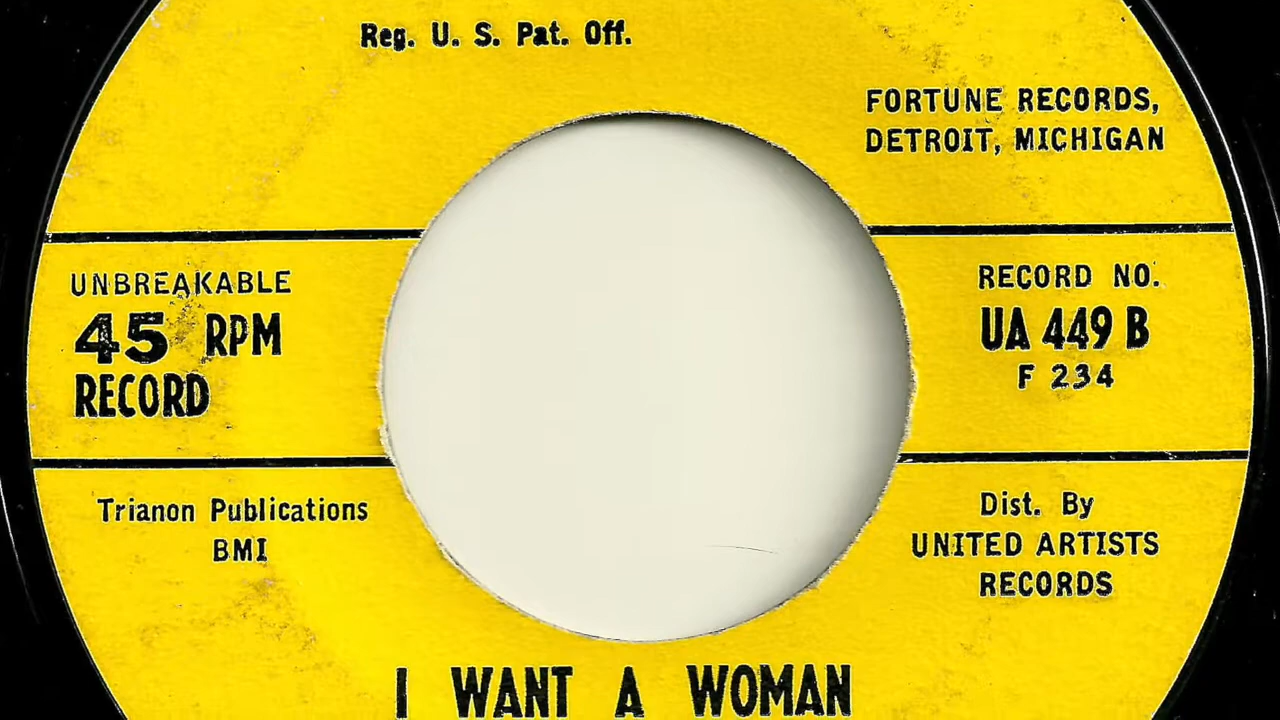 Reg. U. S. Pat. Off.
FORTUNE RECORDS,
DETROIT, MICHIGAN
UNBREAKABLE
45 RPM
RECORD
RECORD NO.
UA 449 B
F 234
Trianon Publications
BMI
Dist. By
UNITED ARTISTS
RECORDS
I WANT A WOMAN